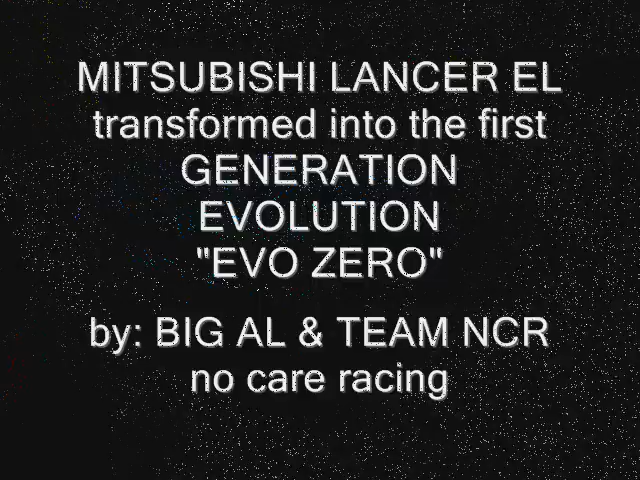 MITSUBISHI LANCER EL
transformed into the first
GENERATION
EVOLUTION
"EVO ZERO"
by: BIG AL & TEAM NCR
no care racing